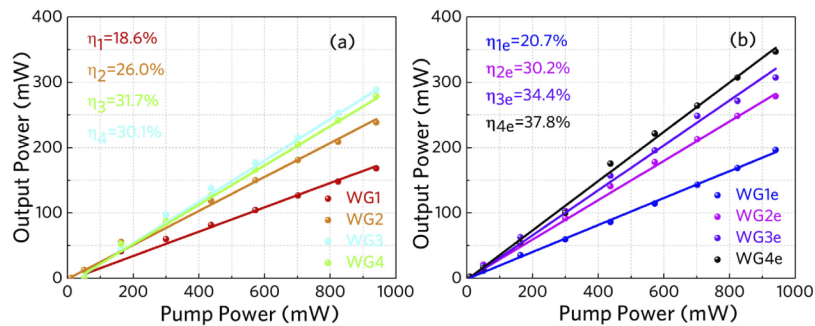 400
300
200
100
0
Output Power (mW)
η1=18.6%
η2=26.0%
η3=31.7%
η4=30.1%
(a)
WG1
WG2
WG3
WG4
0 200 400 600 800 1000
Pump Power (mW)
400
300
200
100
0
Output Power (mW)
η1e=20.7%
η2e=30.2%
η3e=34.4%
η4e=37.8%
(b)
WG1e
WG2e
WG3e
WG4e
0 200 400 600 800 1000
Pump Power (mW)